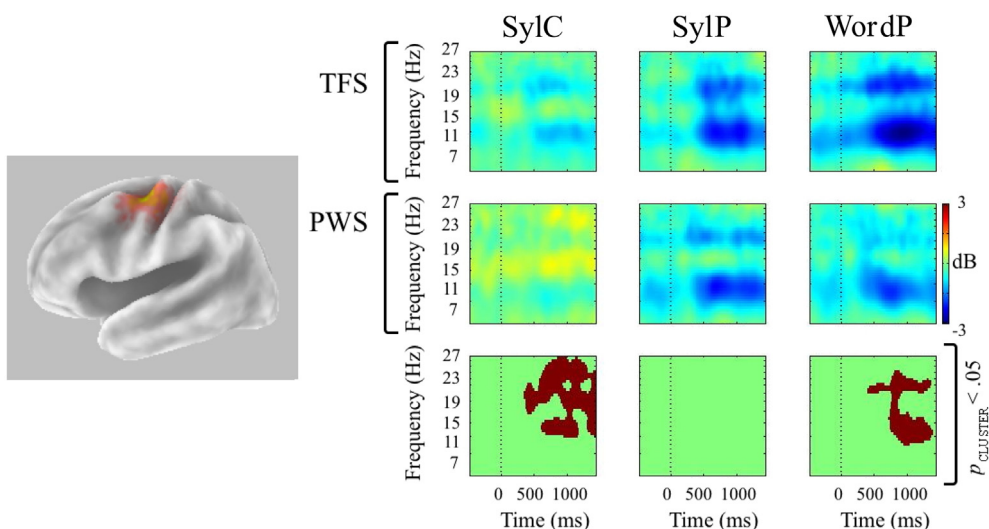 SylC SylP WordP
TFS
Frequency (Hz)
27
23
19
15
11
7
PWS
Frequency (Hz)
27
23
19
15
11
7
3
dB
-3
Frequency (Hz)
27
23
19
15
11
7
p CLUSTER < .05
0 500 1000 0 500 1000 0 500 1000
Time (ms) Time (ms) Time (ms)